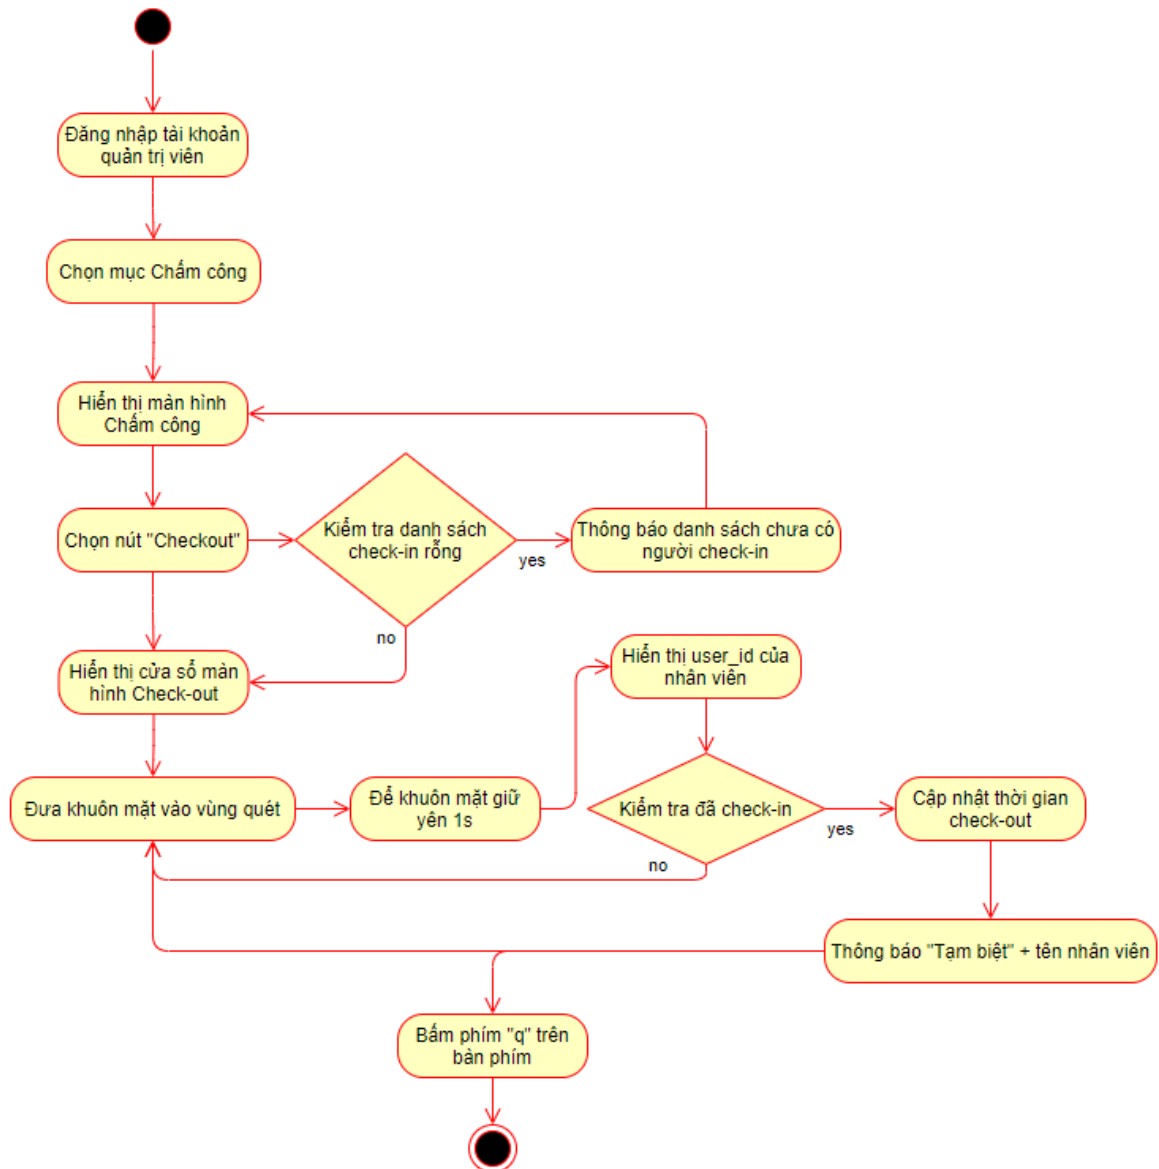 Đăng nhập tài khoản
quản trị viên
Chọn mục Chấm công
Hiển thị màn hình
Chấm công
Chọn nút "Checkout"
Kiểm tra danh sách
check-in rỗng
yes
Thông báo danh sách chưa có
người check-in
no
Hiển thị cửa sổ màn
hình Check-out
Hiển thị user_id của
nhân viên
Đưa khuôn mặt vào vùng quét
Để khuôn mặt giữ
yên 1s
Kiểm tra đã check-in
yes
no
Cập nhật thời gian
check-out
Thông báo "Tạm biệt" + tên nhân viên
Bấm phím "q" trên
bàn phím